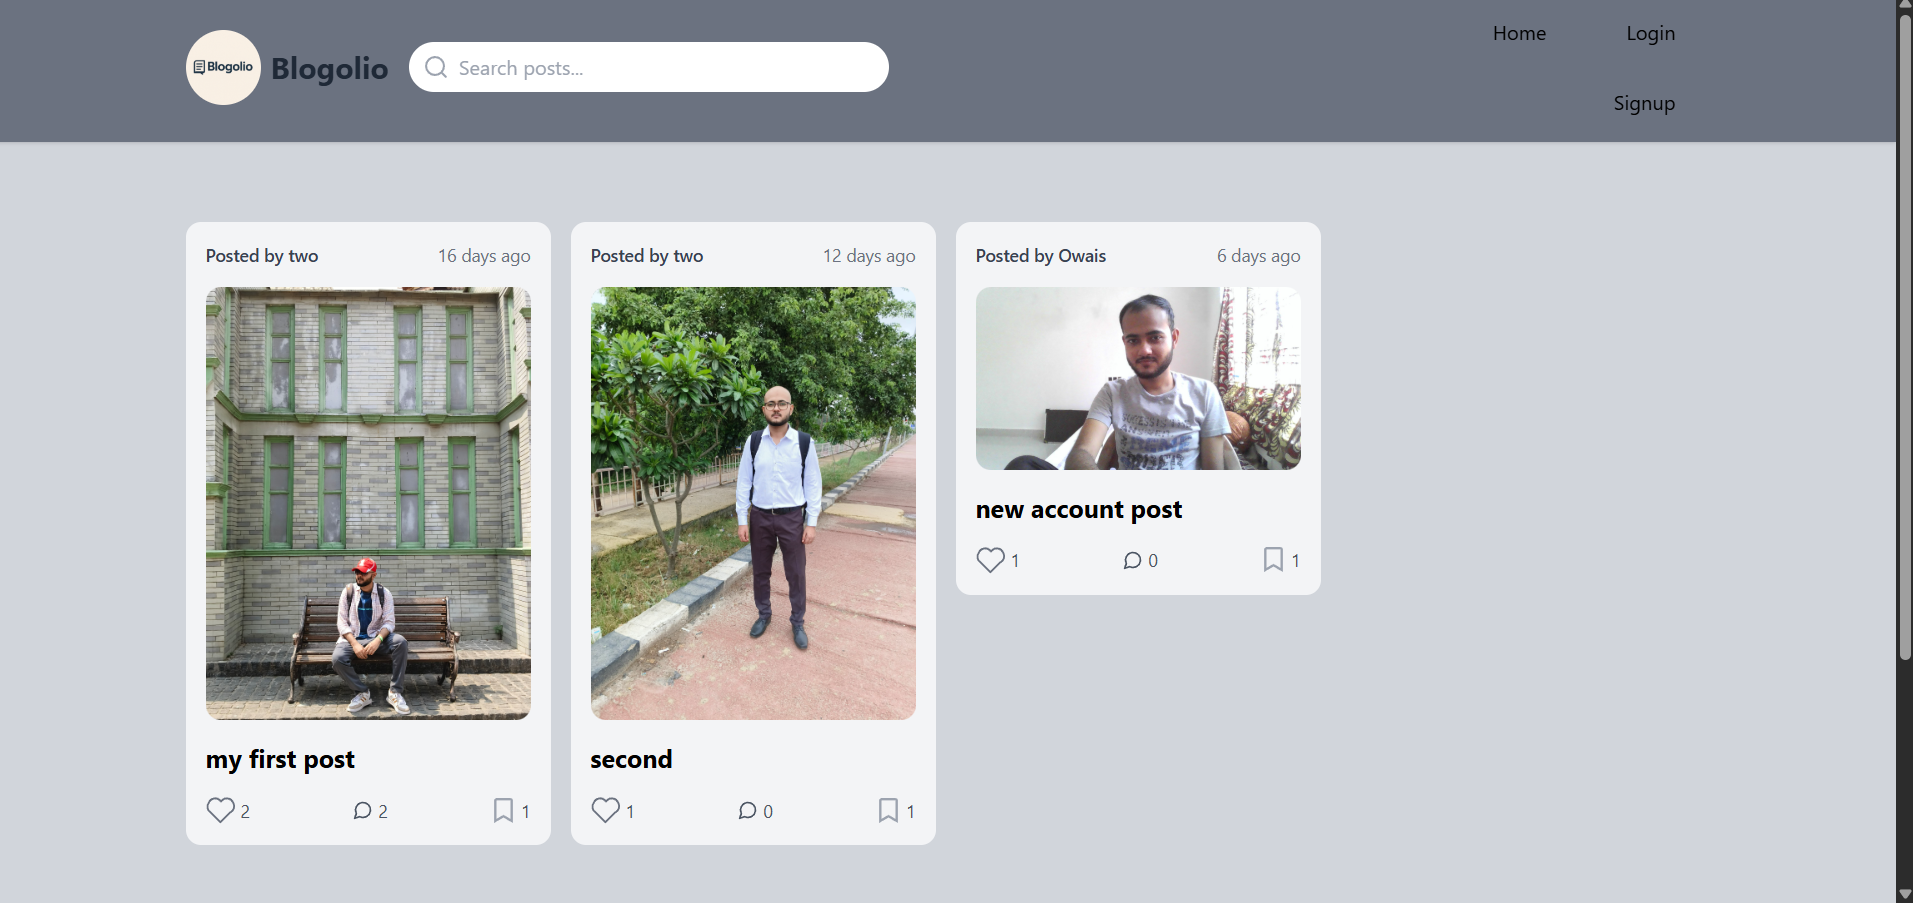 Blogolio
Blogolio
Search posts...
Home
Login
Signup
Posted by two
16 days ago
my first post
2
2
1
Posted by two
12 days ago
second
1
0
1
Posted by Owais
6 days ago
new account post
1
0
1